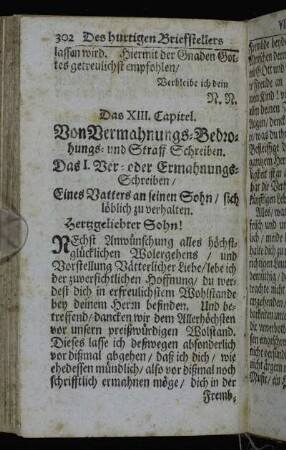 302 Des hurtigen Briefstellers
lassen wird. Hiermit der Gnaden Got-
tes getreulichst empfohlen/
Verbleibe ich dein
N. N.
Das XIII. Capitel.
Von Vermahnungs-Bedro-
hungs- und Straff Schreiben.
Das I. Ver- oder Ermahnungs-
Schreiben/
Eines Vatters an seinen Sohn/ sich
löblich zu verhalten.
Hertzgeliebter Sohn!
NEchst Anwünschung alles höchst-
glücklichen Wolergehens/ und
Vorstellung Vätterlicher Liebe/ lebe ich
der zuversichtlichen Hoffnung/ du wer-
dest dich in erfreulichstem Wohlstande
bey deinem Herrn befinden. Und be-
treffend/ dancken wir dem Allerhöchsten
vor unsern preißwürdigen Wolstand.
Dieses lasse ich deßwegen absonderlich
vor dißmal abgehen/ daß ich dich/ wie
ehedessen mündlich/ also vor dißmal noch
schrifftlich ermahnen möge/ dich in der
Fremb-